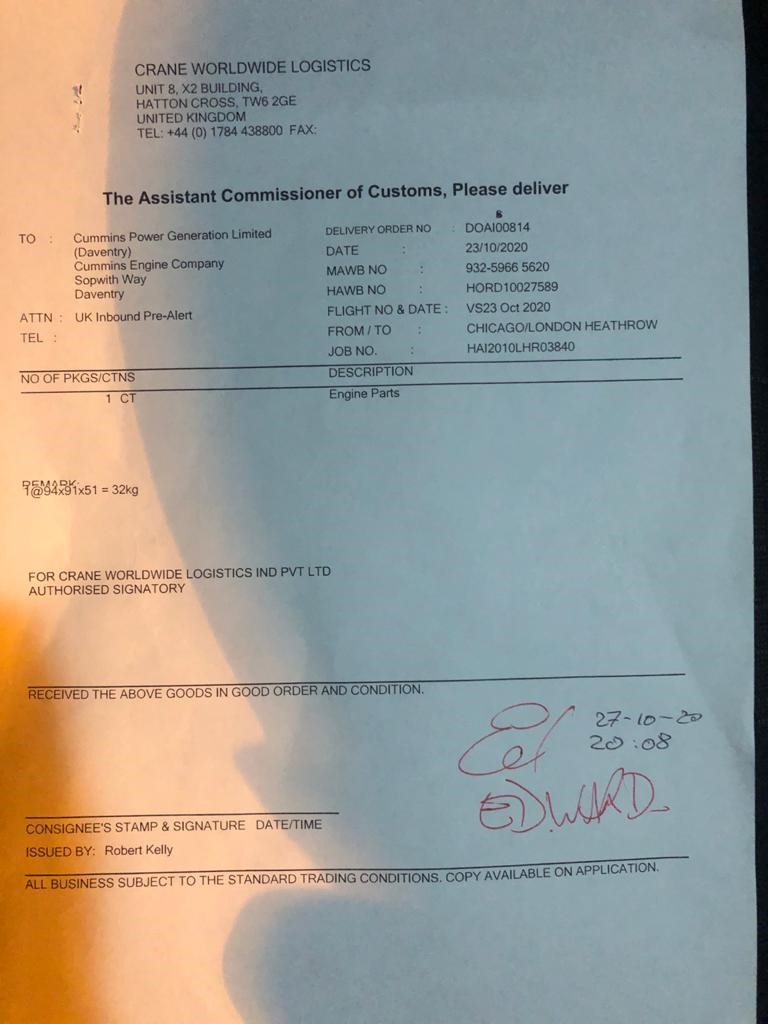 CRANE WORLDWIDE LOGISTICS
UNIT 8, X2 BUILDING,
HATTON CROSS, TW6 2GE
UNITED KINGDOM
TEL: +44 (0) 1784 438800 FAX:
The Assistant Commissioner of Customs, Please deliver
8
TO : Cummins Power Generation Limited
(Daventry)
Cummins Engine Company
Sopwith Way
Daventry
ATTN : UK Inbound Pre-Alert
TEL :
DELIVERY ORDER NO : DOAI00814
DATE : 23/10/2020
MAWB NO : 932-5966 5620
HAWB NO : HORD10027589
FLIGHT NO & DATE : VS23 Oct 2020
FROM / TO : CHICAGO/LONDON HEATHROW
JOB NO. : HAI2010LHR03840
NO OF PKGS/CTNS DESCRIPTION
1 CT Engine Parts
REMARK:
1@94x91x51 = 32kg
FOR CRANE WORLDWIDE LOGISTICS IND PVT LTD
AUTHORISED SIGNATORY
RECEIVED THE ABOVE GOODS IN GOOD ORDER AND CONDITION.
27-10-20
20:08
EDWARD
CONSIGNEE'S STAMP & SIGNATURE DATE/TIME
ISSUED BY: Robert Kelly
ALL BUSINESS SUBJECT TO THE STANDARD TRADING CONDITIONS. COPY AVAILABLE ON APPLICATION.